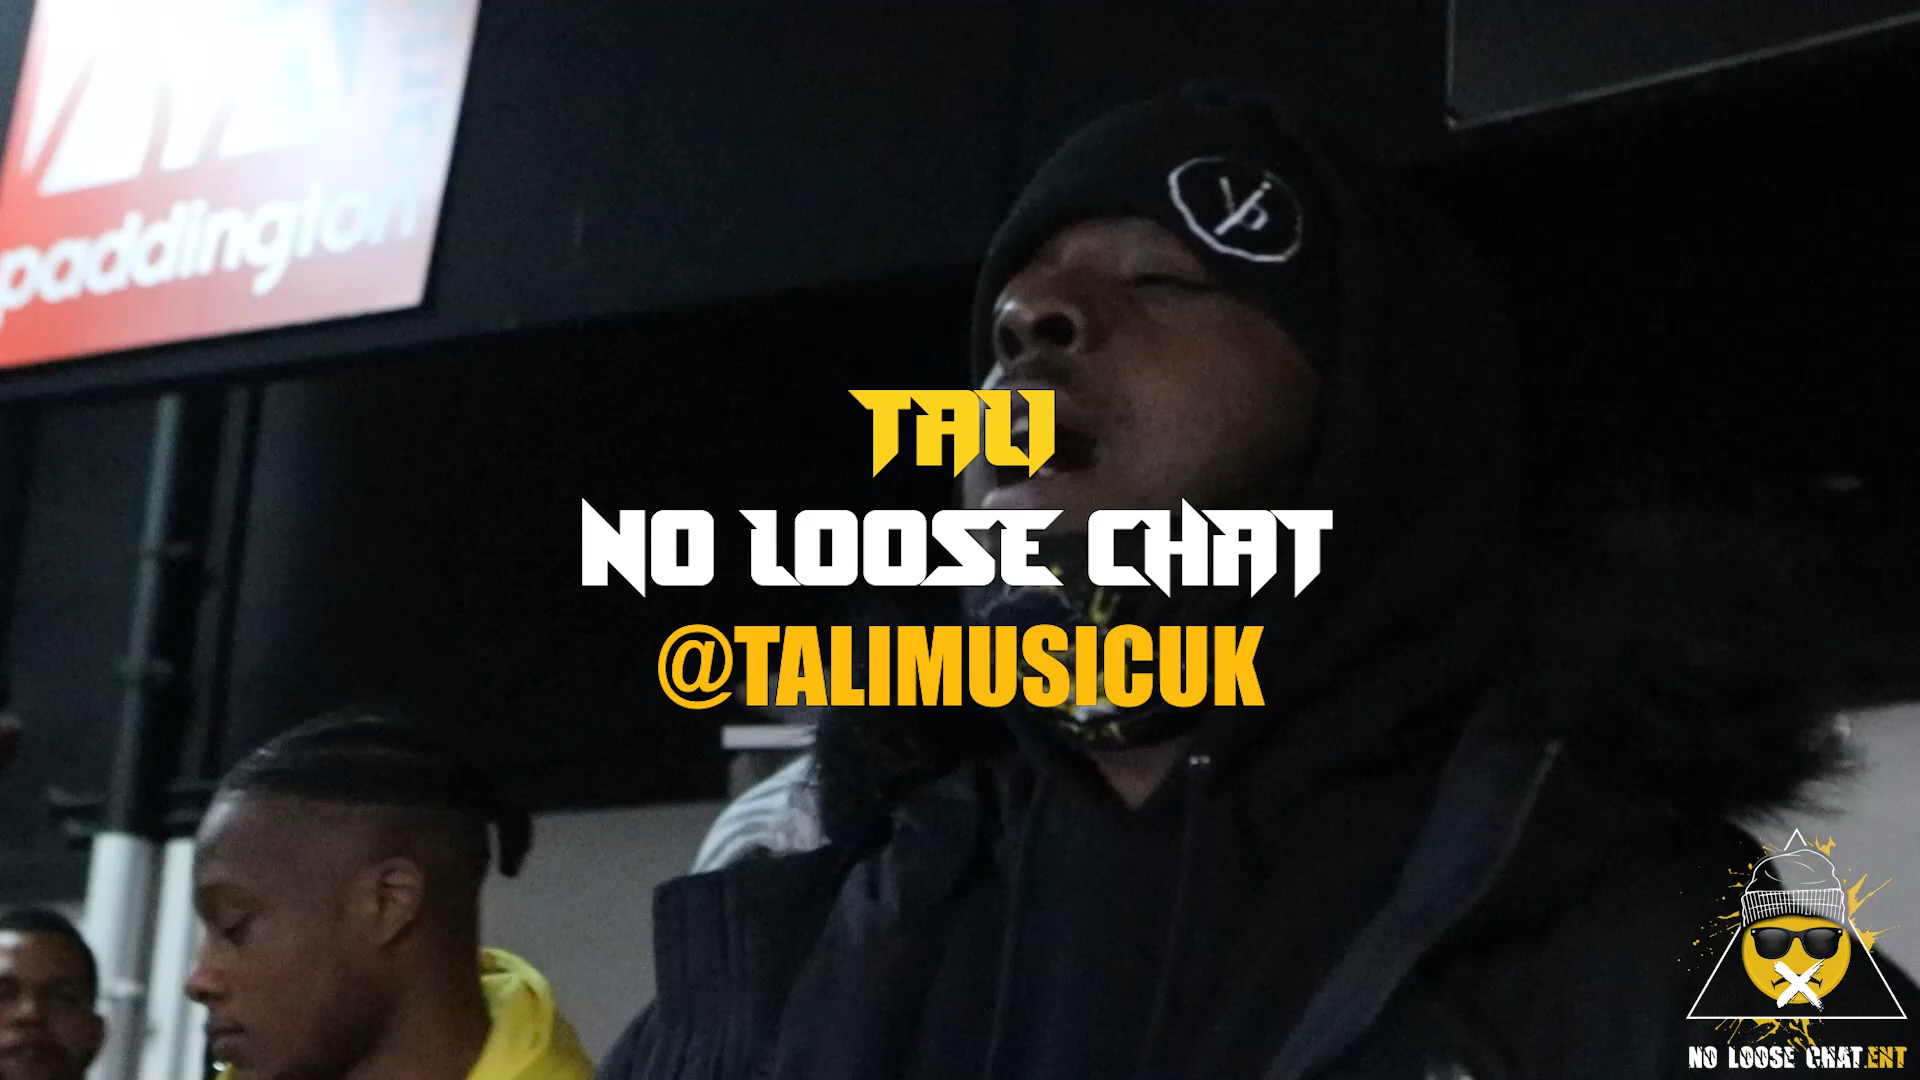 paddington
TALI
NO LOOSE CHAT
@TALIMUSICUK
NO LOOSE CHAT.ENT